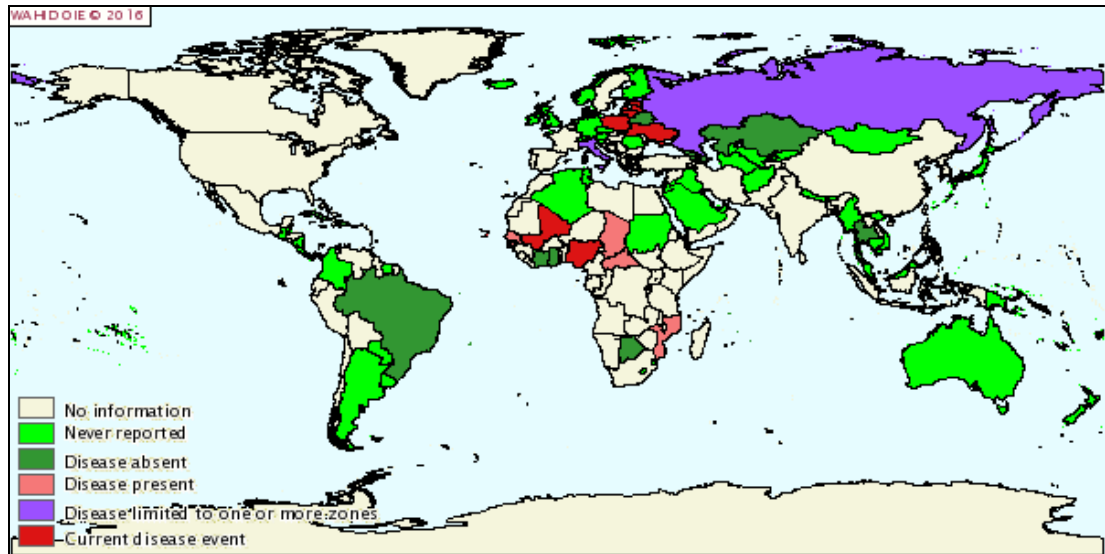 WAHID OIE © 2016
No information
Never reported
Disease absent
Disease present
Disease limited to one or more zones
Current disease event